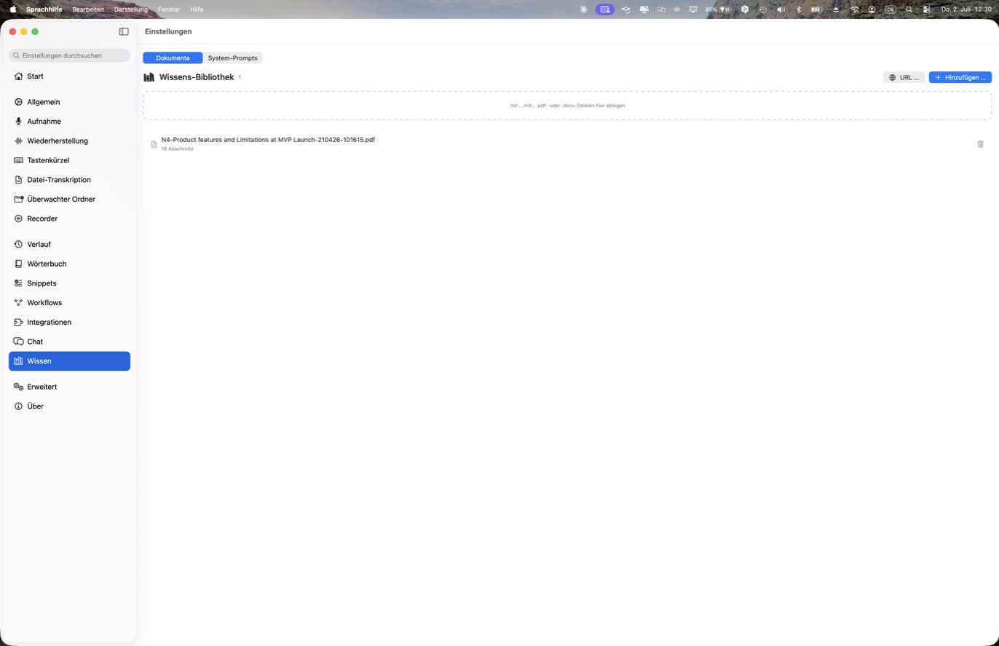 Sprachhilfe Bearbeiten Darstellung Fenster Hilfe 85% DE Do. 2. Juli 12:30
Einstellungen
Einstellungen durchsuchen
Start
Allgemein
Aufnahme
Wiederherstellung
Tastenkürzel
Datei-Transkription
Überwachter Ordner
Recorder
Verlauf
Wörterbuch
Snippets
Workflows
Integrationen
Chat
Wissen
Erweitert
Über
Dokumente System-Prompts
Wissens-Bibliothek 1 URL ... + Hinzufügen ...
.txt-, .md-, .pdf- oder .docx-Dateien hier ablegen
N4-Product features and Limitations at MVP Launch-210426-101615.pdf
16 Abschnitte